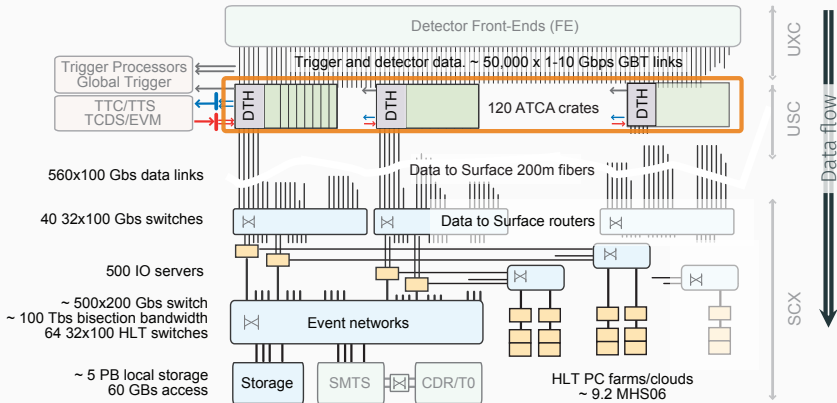 Detector Front-Ends (FE)
UXC
Trigger and detector data. ~ 50,000 x 1-10 Gbps GBT links
Trigger Processors
Global Trigger
TTC/TTS
TCDS/EVM
DTH
DTH
120 ATCA crates
DTH
USC
Data flow
560x100 Gbs data links
Data to Surface 200m fibers
40 32x100 Gbs switches
Data to Surface routers
500 IO servers
~ 500x200 Gbs switch
~ 100 Tbs bisection bandwidth
64 32x100 HLT switches
Event networks
SCX
~ 5 PB local storage
60 GBs access
Storage
SMTS
CDR/T0
HLT PC farms/clouds
~ 9.2 MHS06